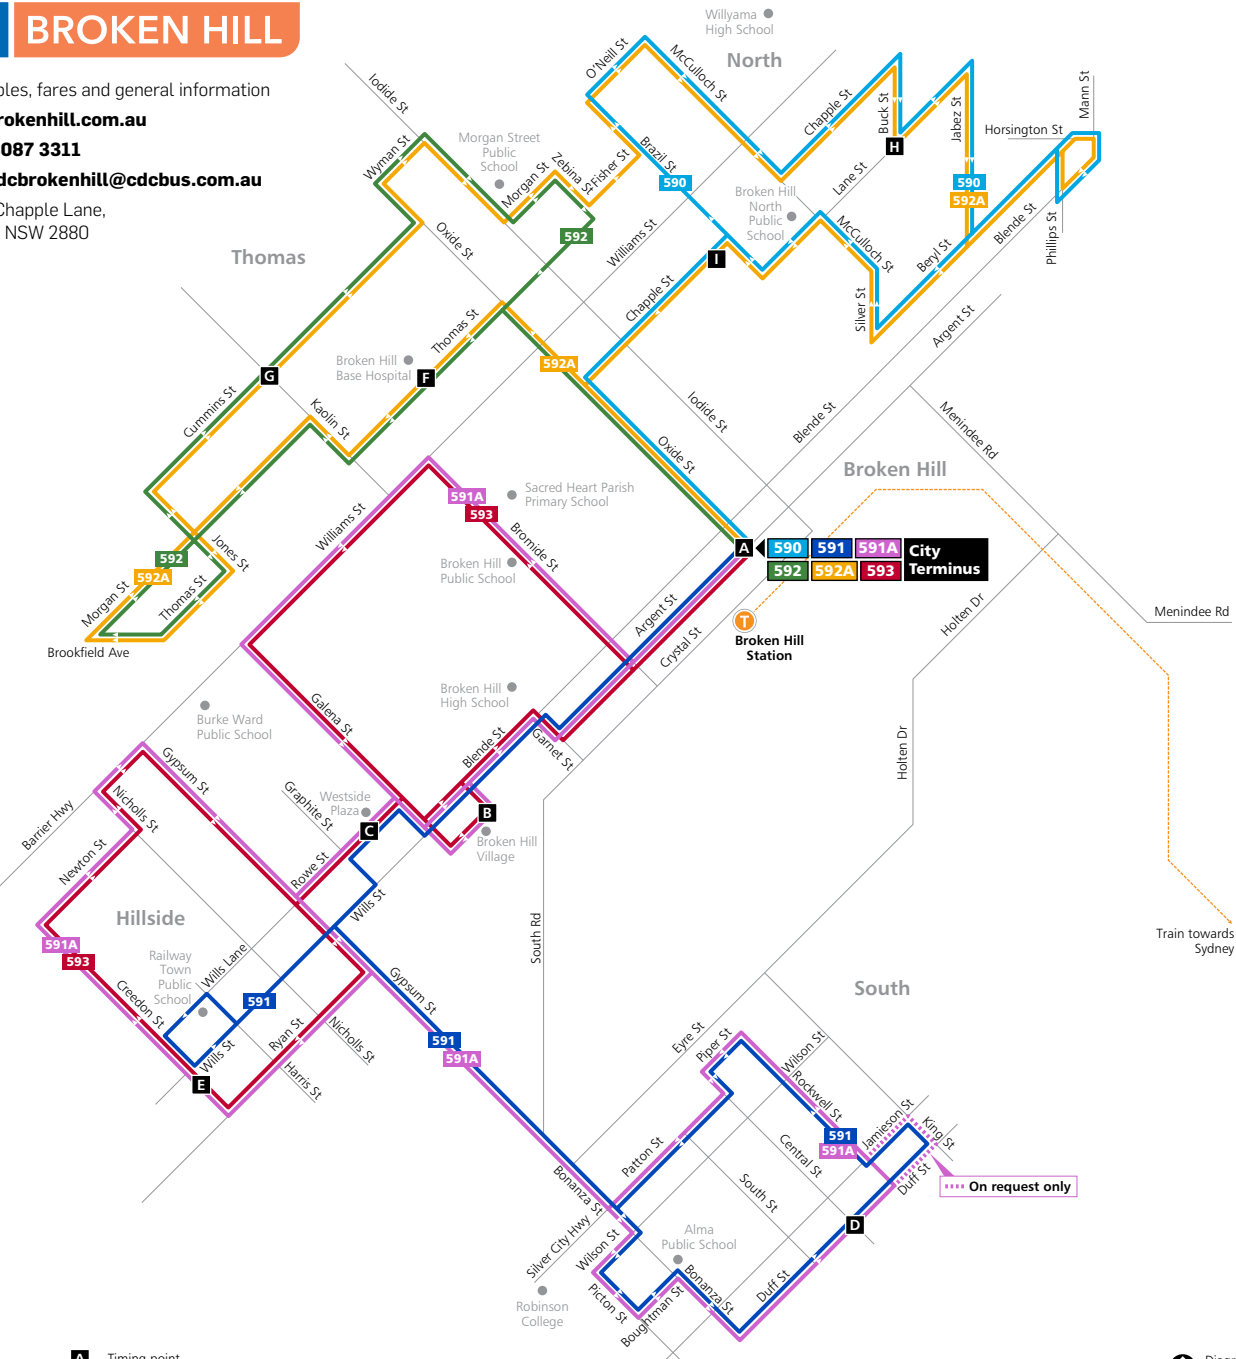 BROKEN HILL
fares and general information
.com.au
087 3311
@cdcbus.com.au
Chapple Lane,
NSW 2880
Willyama
High School
North
O'Neill St
McCulloch St
Iodide St
Wyman St
Morgan Street
Public
School
Morgan St
Zebina St
Fisher St
Brazil St
590
Chapple St
Buck St
H
Jabez St
Horsington St
Mann St
Lane St
Broken Hill
North
Public
School
590
592A
McCulloch St
Blende St
Phillips St
Beryl St
Silver St
Argent St
Oxide St
592
Williams St
I
Chapple St
Thomas
Thomas St
Broken Hill
Base Hospital
F
592A
G
Cummins St
Kaolin St
Iodide St
Blende St
Menindee Rd
Oxide St
Broken Hill
591A
593
Sacred Heart Parish
Primary School
Williams St
Bromide St
Broken Hill
Public School
A
590
591
591A
592
592A
593
City
Terminus
592
592A
Jones St
Morgan St
Thomas St
Brookfield Ave
Argent St
Crystal St
T
Broken Hill
Station
Holten Dr
Menindee Rd
Broken Hill
High School
Burke Ward
Public School
Galena St
Blende St
Garnet St
Holten Dr
Gypsum St
Graphite St
Westside
Plaza
C
B
Broken Hill
Village
Barrier Hwy
Nicholls St
Newton St
Rowe St
Wills St
Hillside
591A
593
Railway
Town
Public
School
Wills Lane
591
Creedon St
Wills St
E
Ryan St
Nicholls St
Harris St
Gypsum St
591
591A
South Rd
Train towards
Sydney
South
Eyre St
Piper St
Wilson St
Rockwell St
591
591A
Jamieson St
King St
Duff St
On request only
Patton St
Central St
South St
Bonanza St
Silver City Hwy
Wilson St
Alma
Public School
D
Picton St
Boughtman St
Bonanza St
Duff St
Robinson
College
A
Timing point